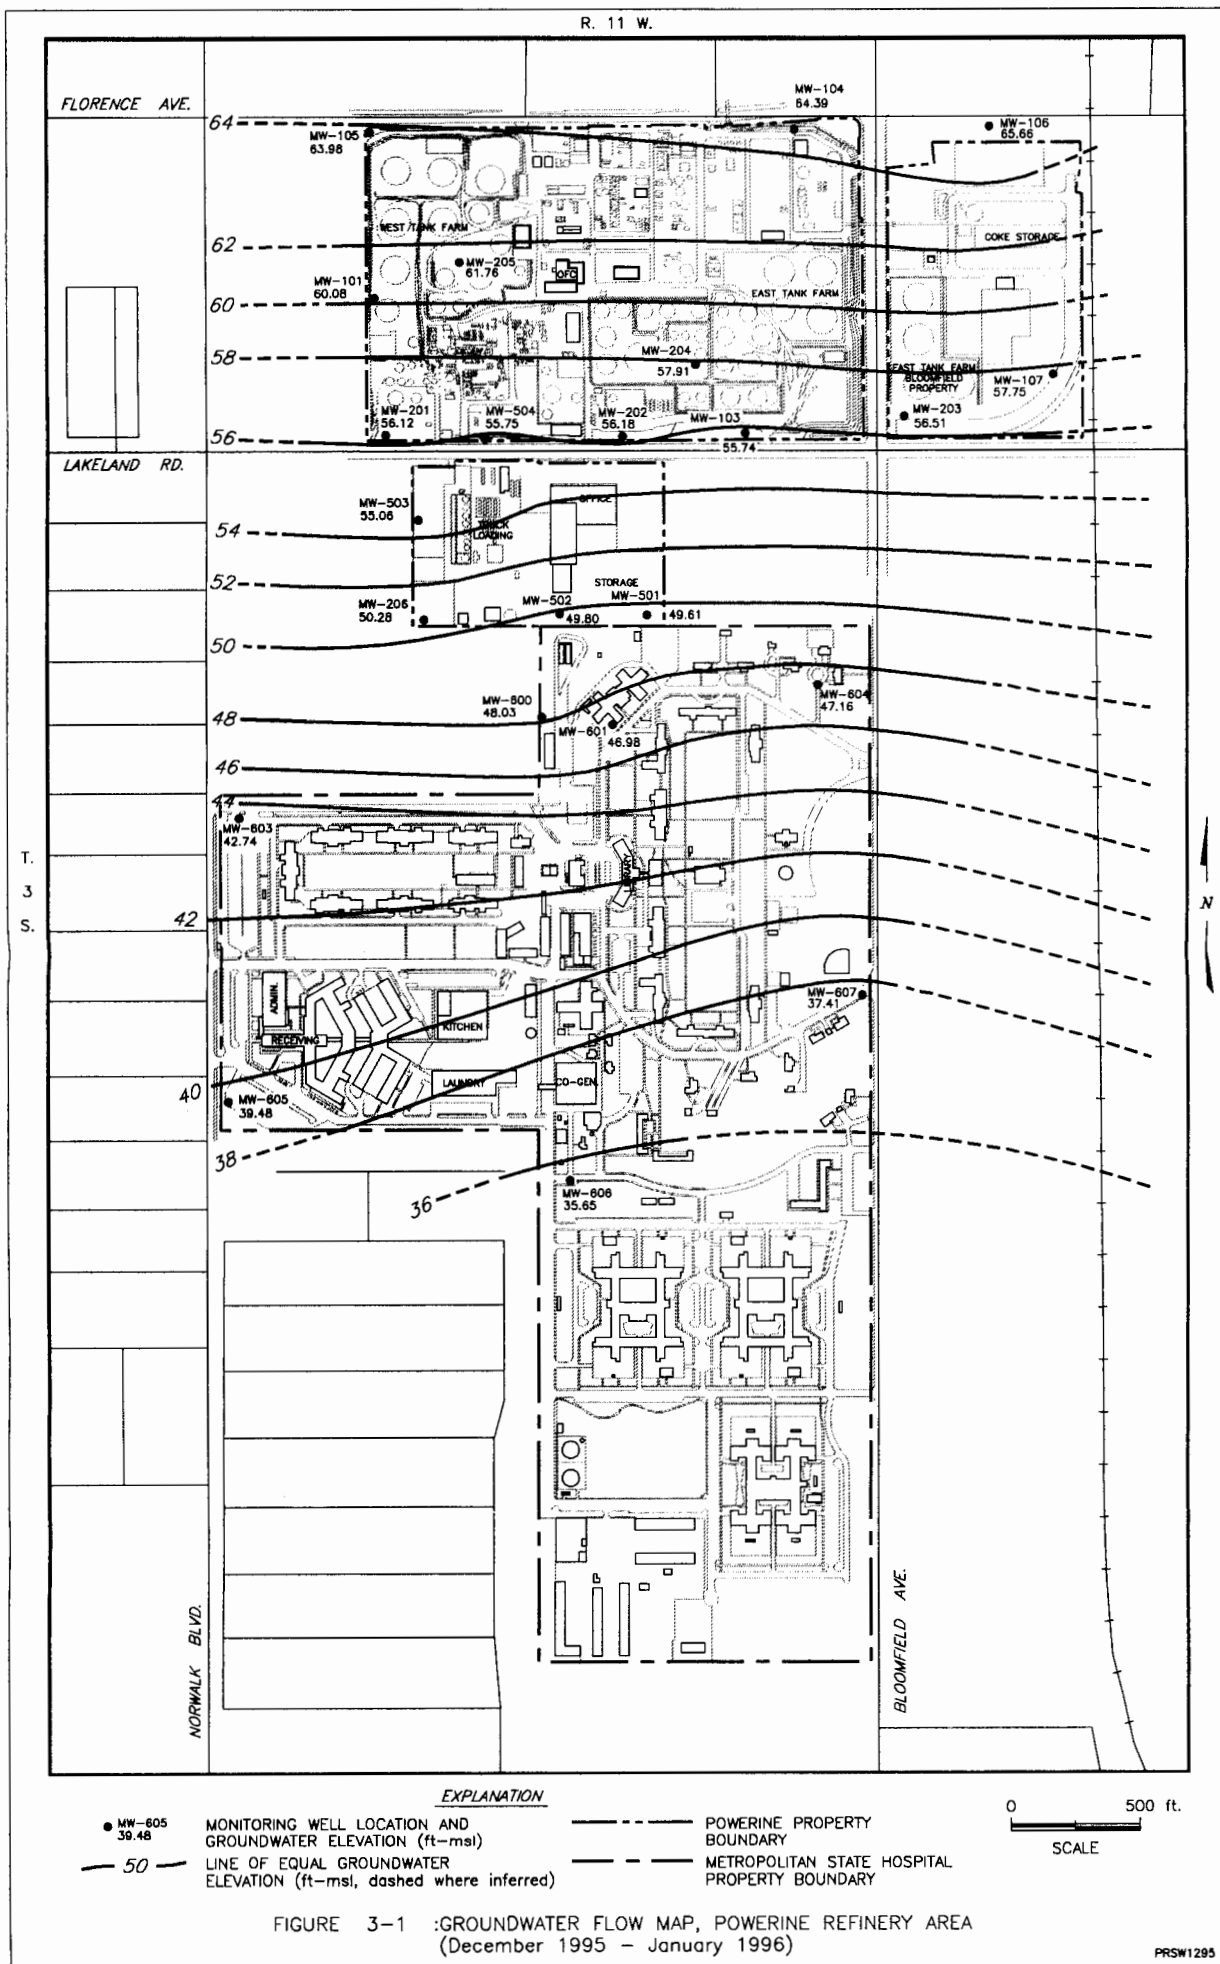 R. 11 W.
FLORENCE AVE.
MW-104
64.39
64
MW-105
63.98
MW-106
65.66
WEST TANK FARM
62
COKE STORAGE
MW-205
61.76
OFC
MW-101
60.08
60
EAST TANK FARM
58
MW-204
57.91
EAST TANK FARM
BLOOMFIELD
PROPERTY
MW-107
57.75
MW-201
56.12
MW-504
55.75
MW-202
56.18
MW-103
55.74
MW-203
56.51
56
LAKELAND RD.
MW-503
55.06
OFFICE
54
TRUCK
LOADING
52
STORAGE
MW-206
50.28
MW-502
49.80
MW-501
49.61
50
MW-600
48.03
MW-604
47.16
48
MW-601
46.98
46
44
MW-603
42.74
T.
3
S.
LIBRARY
N
42
ADMIN.
MW-607
37.41
KITCHEN
RECEIVING
LAUNDRY
CO-GEN.
40
MW-605
39.48
38
36
MW-606
35.65
NORWALK BLVD.
BLOOMFIELD AVE.
EXPLANATION
MW-605
39.48
MONITORING WELL LOCATION AND
GROUNDWATER ELEVATION (ft-msl)
50
LINE OF EQUAL GROUNDWATER
ELEVATION (ft-msl, dashed where inferred)
POWERINE PROPERTY
BOUNDARY
METROPOLITAN STATE HOSPITAL
PROPERTY BOUNDARY
0 500 ft.
SCALE
FIGURE 3-1 :GROUNDWATER FLOW MAP, POWERINE REFINERY AREA
(December 1995 - January 1996)
PRSW1295